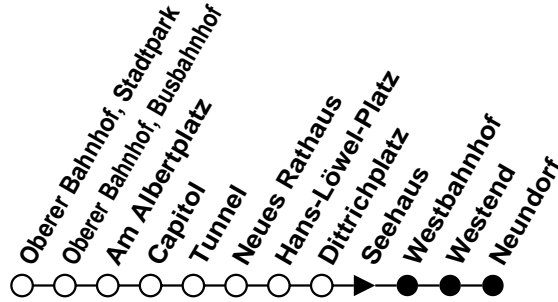 Oberer Bahnhof, Stadtpark
Oberer Bahnhof, Busbahnhof
Am Albertplatz
Capitol
Tunnel
Neues Rathaus
Hans-Löwel-Platz
Dittrichplatz
Seehaus
Westbahnhof
Westend
Neundorf